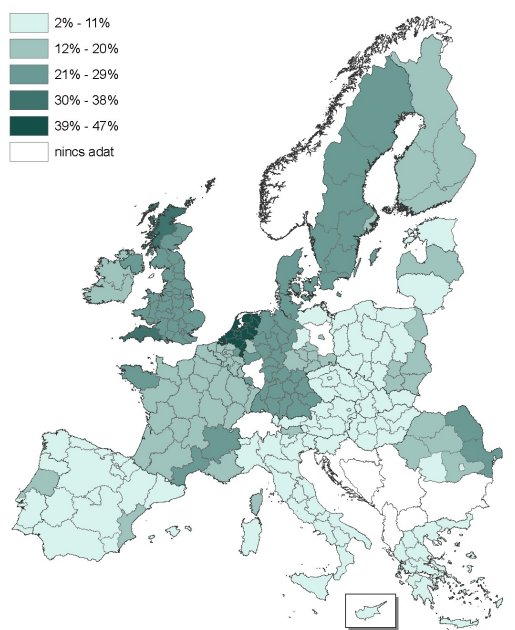 2% - 11%
12% - 20%
21% - 29%
30% - 38%
39% - 47%
nincs adat